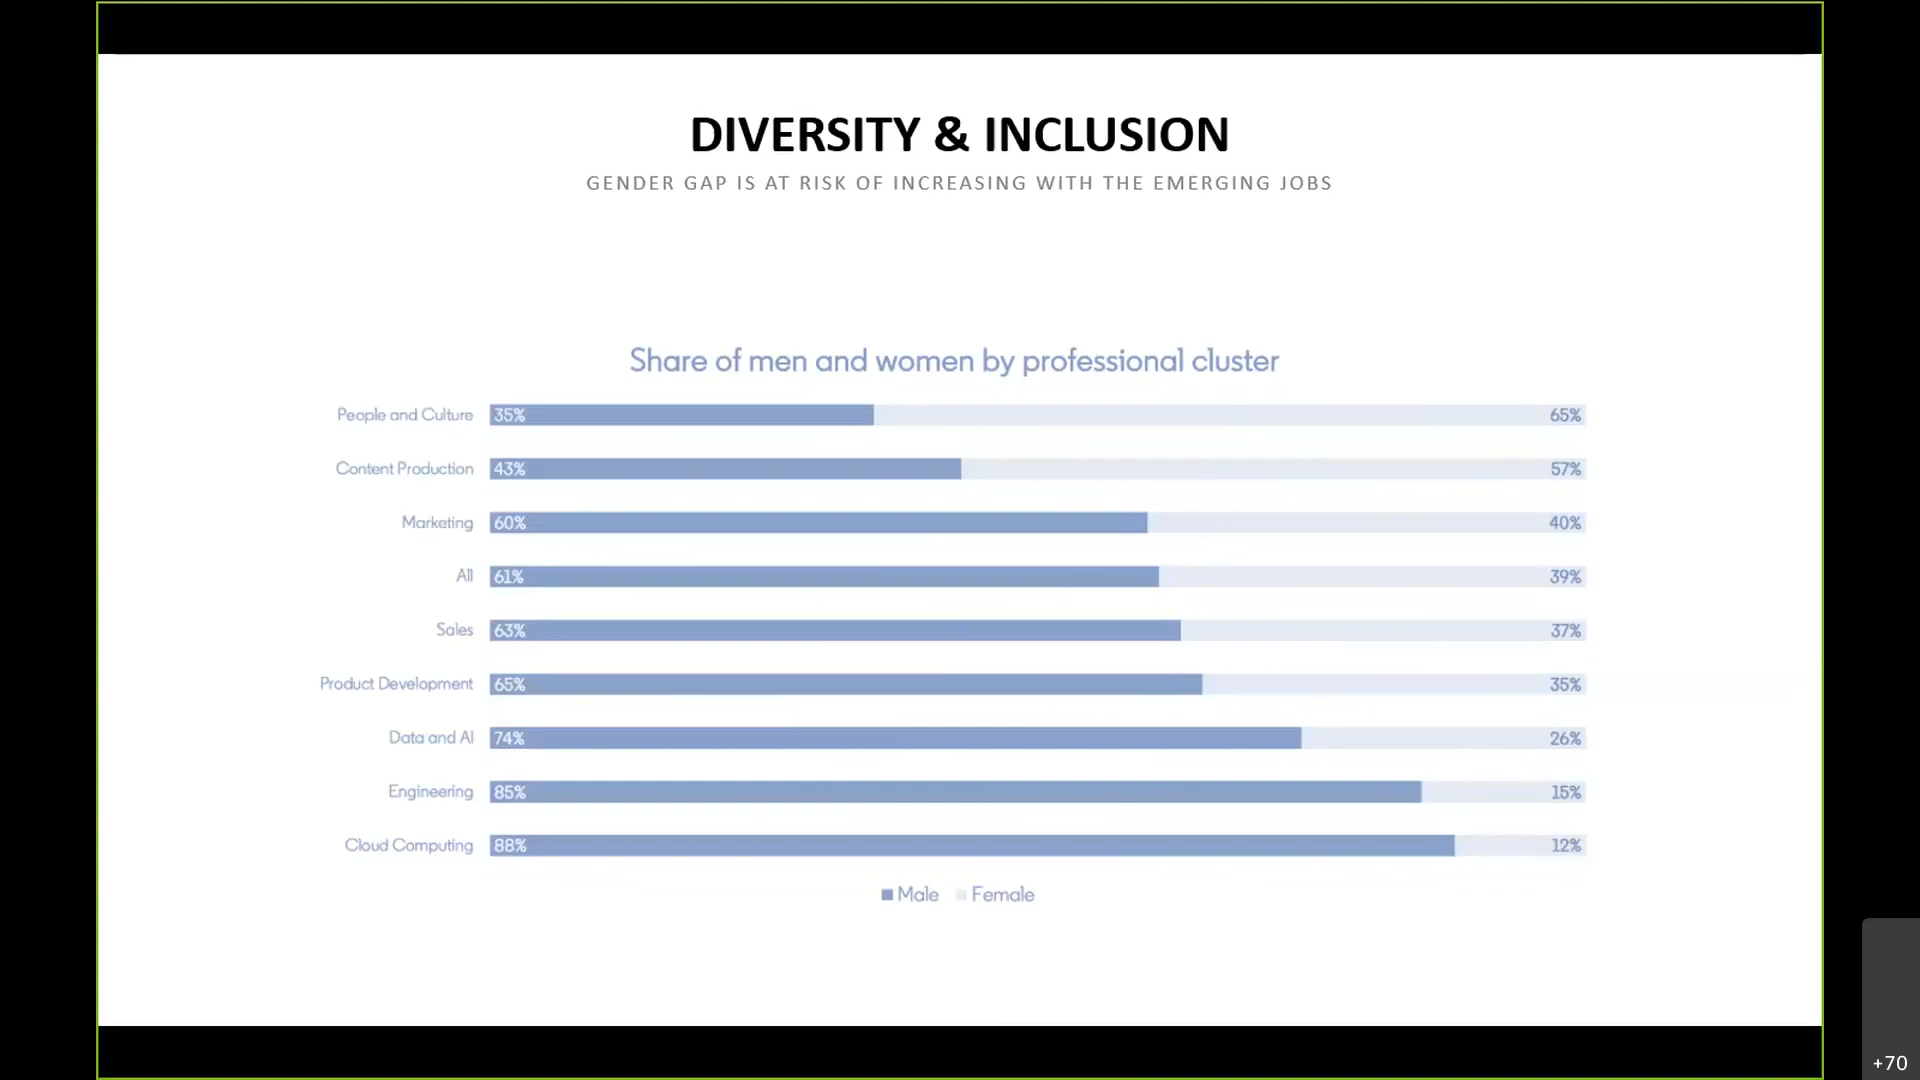 DIVERSITY & INCLUSION
GENDER GAP IS AT RISK OF INCREASING WITH THE EMERGING JOBS
Share of men and women by professional cluster
People and Culture 35% 65%
Content Production 43% 57%
Marketing 60% 40%
All 61% 39%
Sales 63% 37%
Product Development 65% 35%
Data and AI 74% 26%
Engineering 85% 15%
Cloud Computing 88% 12%
Male Female
+70